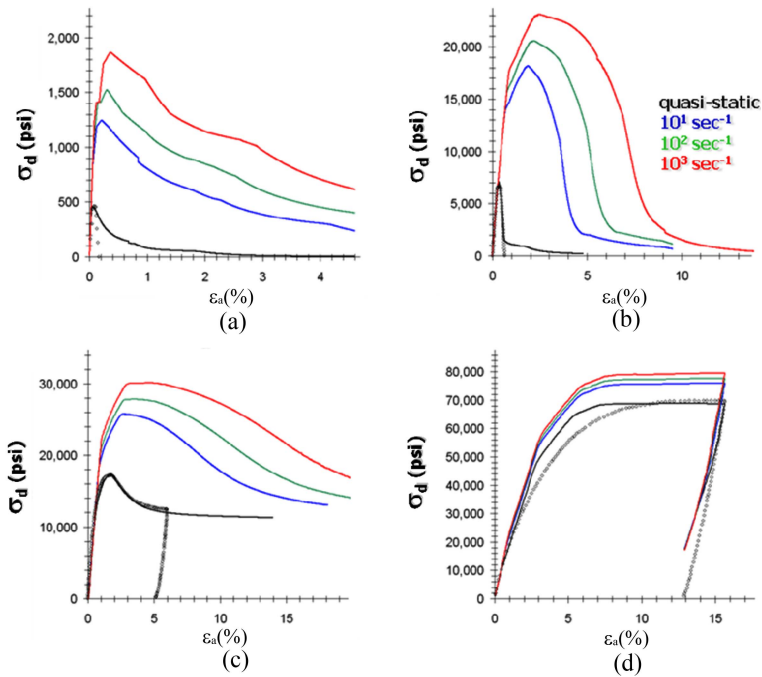 2,000
1,500
1,000
500
0
σd (psi)
0 1 2 3 4
εa(%)
(a)
20,000
15,000
10,000
5,000
0
σd (psi)
0 5 10
εa(%)
(b)
quasi-static
10¹ sec⁻¹
10² sec⁻¹
10³ sec⁻¹
30,000
20,000
10,000
0
σd (psi)
0 5 10 15
εa(%)
(c)
80,000
70,000
60,000
50,000
40,000
30,000
20,000
10,000
0
σd (psi)
0 5 10 15
εa(%)
(d)